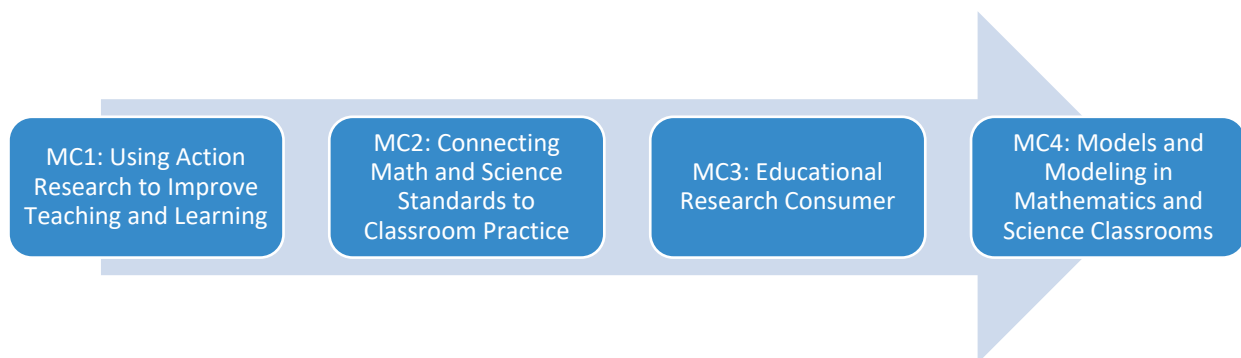 MC1: Using Action
Research to Improve
Teaching and Learning
MC2: Connecting
Math and Science
Standards to
Classroom Practice
MC3: Educational
Research Consumer
MC4: Models and
Modeling in
Mathematics and
Science Classrooms